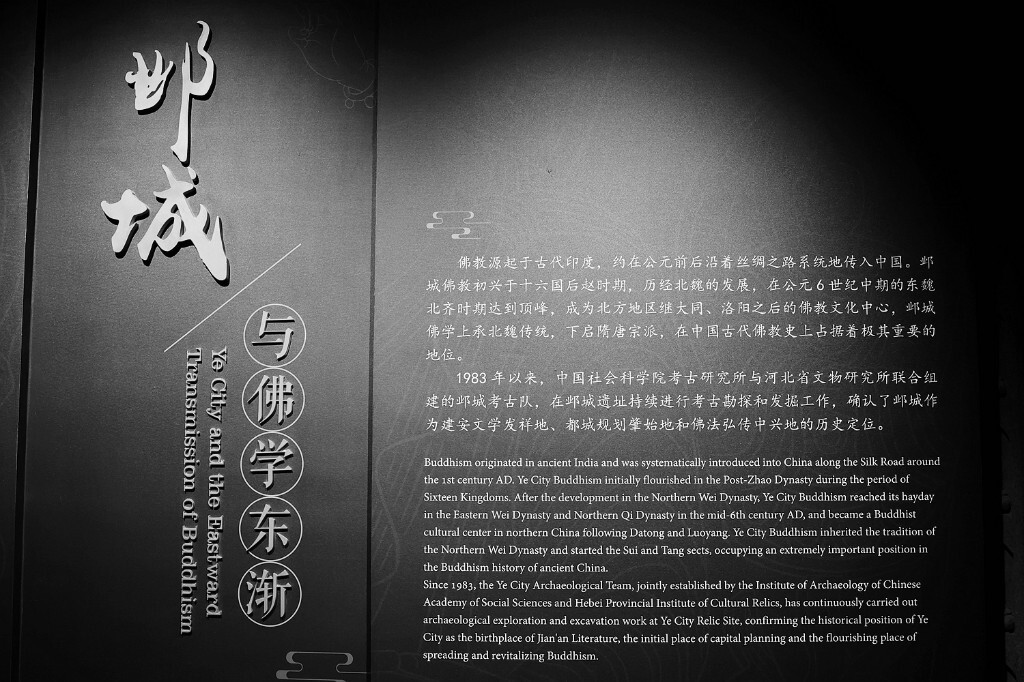 邺城
与佛学东渐
Ye City and the Eastward
Transmission of Buddhism
佛教源起于古代印度，约在公元前后沿着丝绸之路系统地传入中国。邺
城佛教初兴于十六国后赵时期，历经北魏的发展，在公元6世纪中期的东魏
北齐时期达到顶峰，成为北方地区继大同、洛阳之后的佛教文化中心，邺城
佛学上承北魏传统，下启隋唐宗派，在中国古代佛教史上占据着极其重要的
地位。
1983年以来，中国社会科学院考古研究所与河北省文物研究所联合组
建的邺城考古队，在邺城遗址持续进行考古勘探和发掘工作，确认了邺城作
为建安文学发祥地、都城规划肇始地和佛法弘传中兴地的历史定位。
Buddhism originated in ancient India and was systematically introduced into China along the Silk Road around
the 1st century AD. Ye City Buddhism initially flourished in the Post-Zhao Dynasty during the period of
Sixteen Kingdoms. After the development in the Northern Wei Dynasty, Ye City Buddhism reached its hayday
in the Eastern Wei Dynasty and Northern Qi Dynasty in the mid-6th century AD, and became a Buddhist
cultural center in northern China following Datong and Luoyang. Ye City Buddhism inherited the tradition of
the Northern Wei Dynasty and started the Sui and Tang sects, occupying an extremely important position in
the Buddhism history of ancient China.
Since 1983, the Ye City Archaeological Team, jointly established by the Institute of Archaeology of Chinese
Academy of Social Sciences and Hebei Provincial Institute of Cultural Relics, has continuously carried out
archaeological exploration and excavation work at Ye City Relic Site, confirming the historical position of Ye
City as the birthplace of Jian'an Literature, the initial place of capital planning and the flourishing place of
spreading and revitalizing Buddhism.